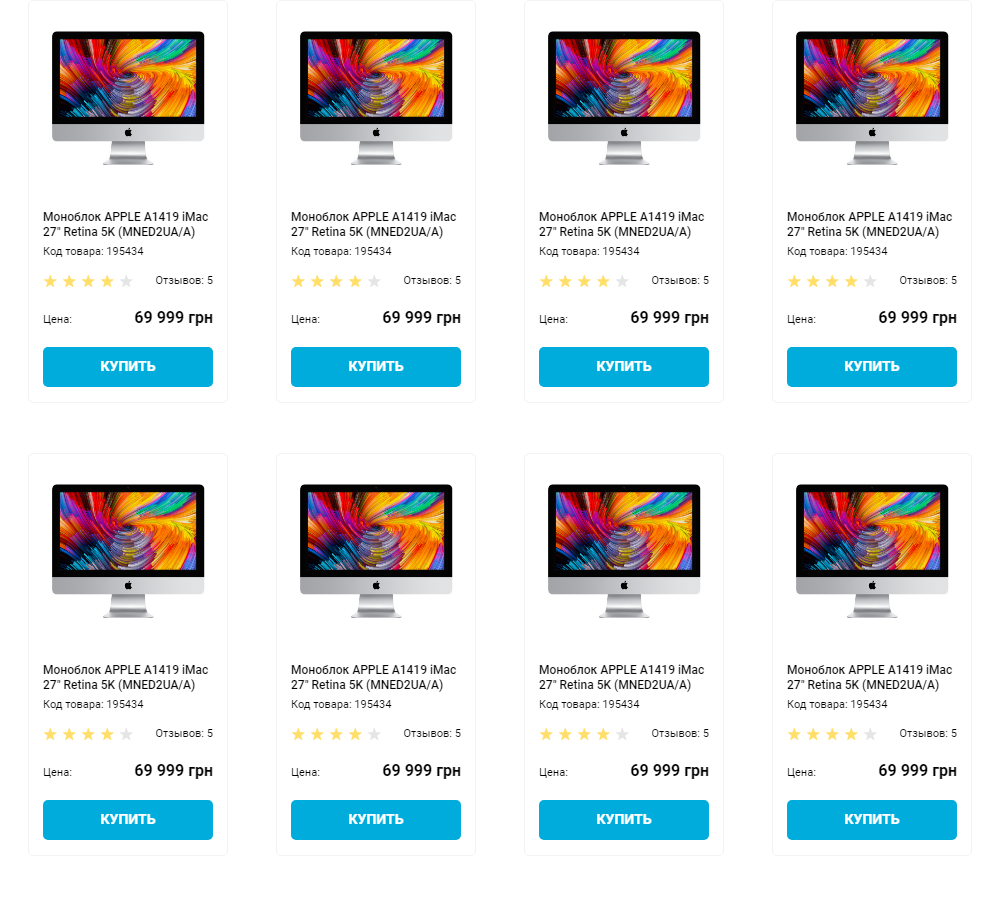 Моноблок APPLE A1419 iMac
27" Retina 5K (MNED2UA/A)
Код товара: 195434
Отзывов: 5
Цена: 69 999 грн
КУПИТЬ
Моноблок APPLE A1419 iMac
27" Retina 5K (MNED2UA/A)
Код товара: 195434
Отзывов: 5
Цена: 69 999 грн
КУПИТЬ
Моноблок APPLE A1419 iMac
27" Retina 5K (MNED2UA/A)
Код товара: 195434
Отзывов: 5
Цена: 69 999 грн
КУПИТЬ
Моноблок APPLE A1419 iMac
27" Retina 5K (MNED2UA/A)
Код товара: 195434
Отзывов: 5
Цена: 69 999 грн
КУПИТЬ
Моноблок APPLE A1419 iMac
27" Retina 5K (MNED2UA/A)
Код товара: 195434
Отзывов: 5
Цена: 69 999 грн
КУПИТЬ
Моноблок APPLE A1419 iMac
27" Retina 5K (MNED2UA/A)
Код товара: 195434
Отзывов: 5
Цена: 69 999 грн
КУПИТЬ
Моноблок APPLE A1419 iMac
27" Retina 5K (MNED2UA/A)
Код товара: 195434
Отзывов: 5
Цена: 69 999 грн
КУПИТЬ
Моноблок APPLE A1419 iMac
27" Retina 5K (MNED2UA/A)
Код товара: 195434
Отзывов: 5
Цена: 69 999 грн
КУПИТЬ